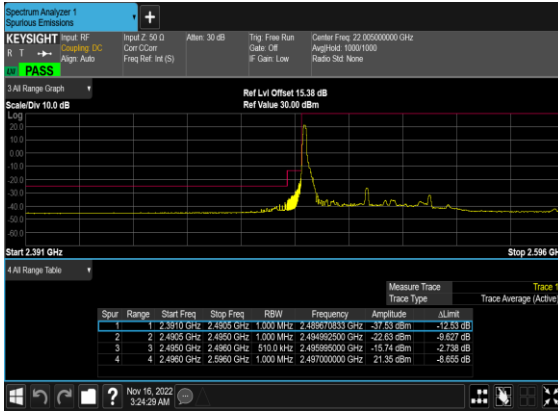 Spectrum Analyzer 1
Spurious Emissions
KEYSIGHT Input: RF Input Z: 50 Ω Atten: 30 dB Trig: Free Run Center Freq: 22.005000000 GHz
R T Coupling: DC Corr CCorr Gate: Off Avg|Hold: 1000/1000
Align: Auto Freq Ref: Int (S) IF Gain: Low Radio Std: None
PASS
3 All Range Graph
Ref Lvl Offset 15.38 dB
Scale/Div 10.0 dB Ref Value 30.00 dBm
Log
20.0
10.0
0.00
-10.0
-20.0
-30.0
-40.0
-50.0
-60.0
Start 2.391 GHz Stop 2.596 GH
4 All Range Table
Measure Trace Trace 1
Trace Type Trace Average (Active)
Spur Range Start Freq Stop Freq RBW Frequency Amplitude ΔLimit
1 1 2.3910 GHz 2.4905 GHz 1.000 MHz 2.489670833 GHz -37.53 dBm -12.53 dB
2 2 2.4905 GHz 2.4950 GHz 1.000 MHz 2.494992500 GHz -22.63 dBm -9.627 dB
3 3 2.4950 GHz 2.4960 GHz 510.0 kHz 2.495995000 GHz -15.74 dBm -2.738 dB
4 4 2.4960 GHz 2.5960 GHz 1.000 MHz 2.497000000 GHz 21.35 dBm -8.655 dB
Nov 16, 2022
3:24:29 AM